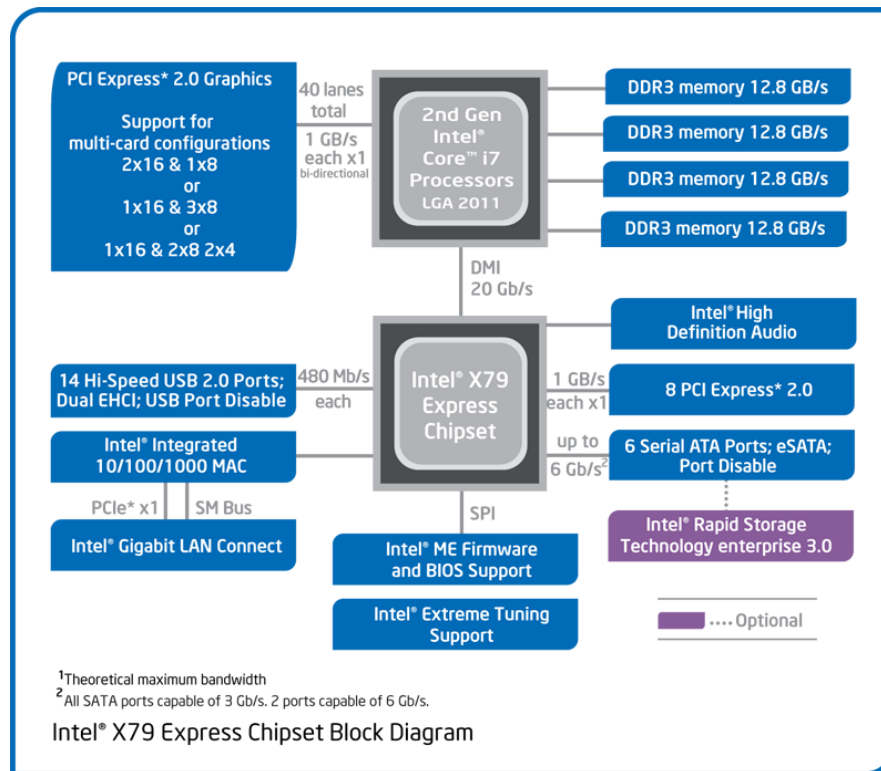 PCI Express* 2.0 Graphics
Support for
multi-card configurations
2x16 & 1x8
or
1x16 & 3x8
or
1x16 & 2x8 2x4
40 lanes
total
1 GB/s
each x1
bi-directional
2nd Gen
Intel®
Core™ i7
Processors
LGA 2011
DDR3 memory 12.8 GB/s
DDR3 memory 12.8 GB/s
DDR3 memory 12.8 GB/s
DDR3 memory 12.8 GB/s
DMI
20 Gb/s
Intel® High
Definition Audio
14 Hi-Speed USB 2.0 Ports;
Dual EHCI; USB Port Disable
480 Mb/s
each
Intel® X79
Express
Chipset
1 GB/s
each x1
8 PCI Express* 2.0
Intel® Integrated
10/100/1000 MAC
up to
6 Gb/s²
6 Serial ATA Ports; eSATA;
Port Disable
PCIe* x1
SM Bus
SPI
Intel® Gigabit LAN Connect
Intel® ME Firmware
and BIOS Support
Intel® Rapid Storage
Technology enterprise 3.0
Intel® Extreme Tuning
Support
Optional
¹Theoretical maximum bandwidth
²All SATA ports capable of 3 Gb/s. 2 ports capable of 6 Gb/s.
Intel® X79 Express Chipset Block Diagram